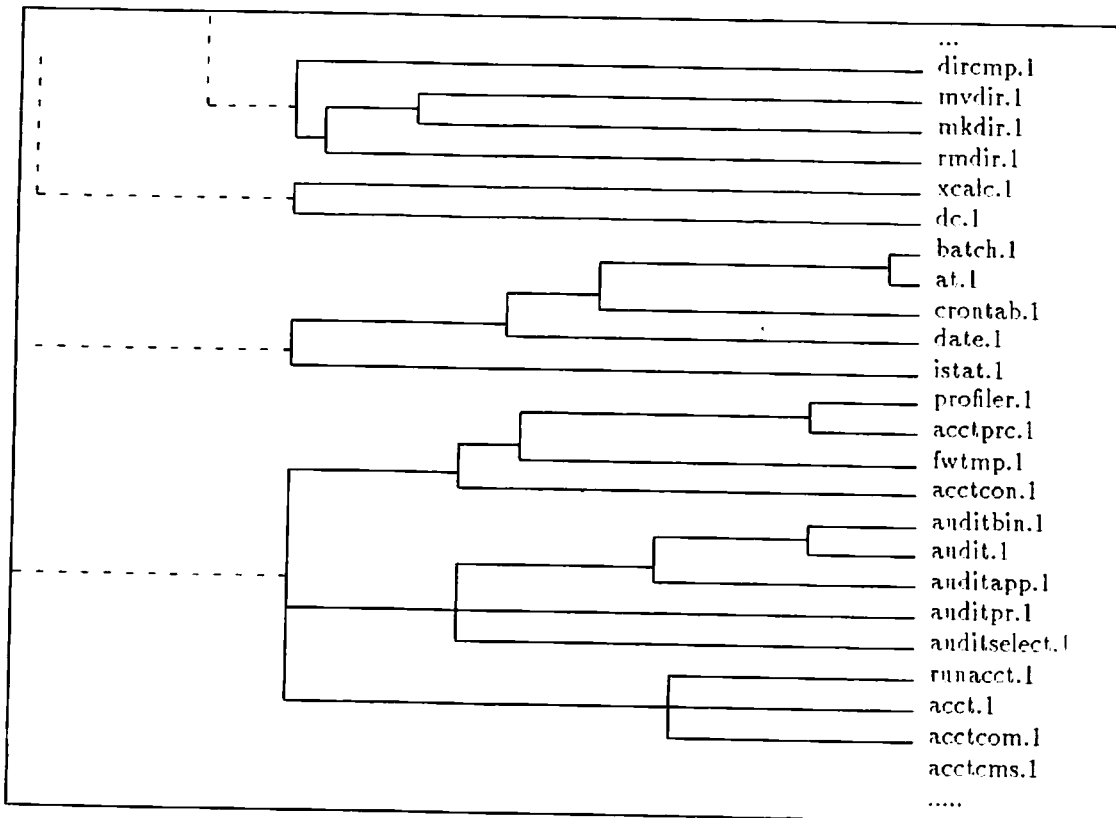 ...
dircmp.1
mvdir.1
mkdir.1
rmdir.1
xcalc.1
dc.1
batch.1
at.1
crontab.1
date.1
istat.1
profiler.1
acctprc.1
fwtmp.1
acctcon.1
auditbin.1
audit.1
auditapp.1
auditpr.1
auditselect.1
runacct.1
acct.1
acctcom.1
acctcms.1
.....